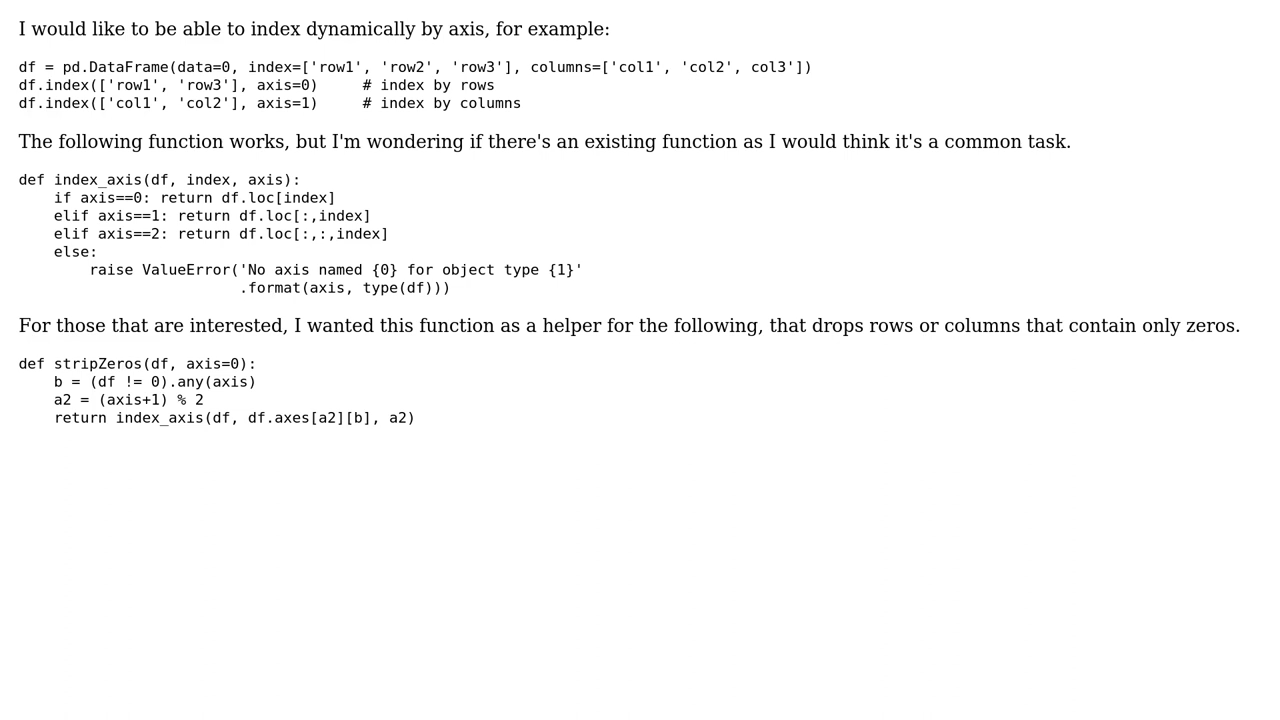 I would like to be able to index dynamically by axis, for example:
df = pd.DataFrame(data=0, index=['row1', 'row2', 'row3'], columns=['col1', 'col2', col3'])
df.index(['row1', 'row3'], axis=0)     # index by rows
df.index(['col1', 'col2'], axis=1)     # index by columns
The following function works, but I'm wondering if there's an existing function as I would think it's a common task.
def index_axis(df, index, axis):
    if axis==0: return df.loc[index]
    elif axis==1: return df.loc[:,index]
    elif axis==2: return df.loc[:,:,index]
    else:
        raise ValueError('No axis named {0} for object type {1}'
                         .format(axis, type(df)))
For those that are interested, I wanted this function as a helper for the following, that drops rows or columns that contain only zeros.
def stripZeros(df, axis=0):
    b = (df != 0).any(axis)
    a2 = (axis+1) % 2
    return index_axis(df, df.axes[a2][b], a2)